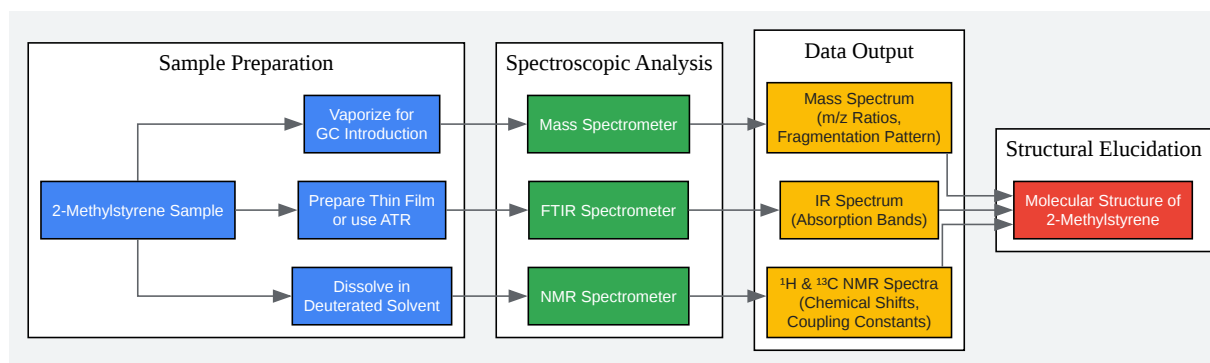 Sample Preparation
2-Methylstyrene Sample
Vaporize for
GC Introduction
Prepare Thin Film
or use ATR
Dissolve in
Deuterated Solvent
Spectroscopic Analysis
Mass Spectrometer
FTIR Spectrometer
NMR Spectrometer
Data Output
Mass Spectrum
(m/z Ratios,
Fragmentation Pattern)
IR Spectrum
(Absorption Bands)
¹H & ¹³C NMR Spectra
(Chemical Shifts,
Coupling Constants)
Structural Elucidation
Molecular Structure of
2-Methylstyrene